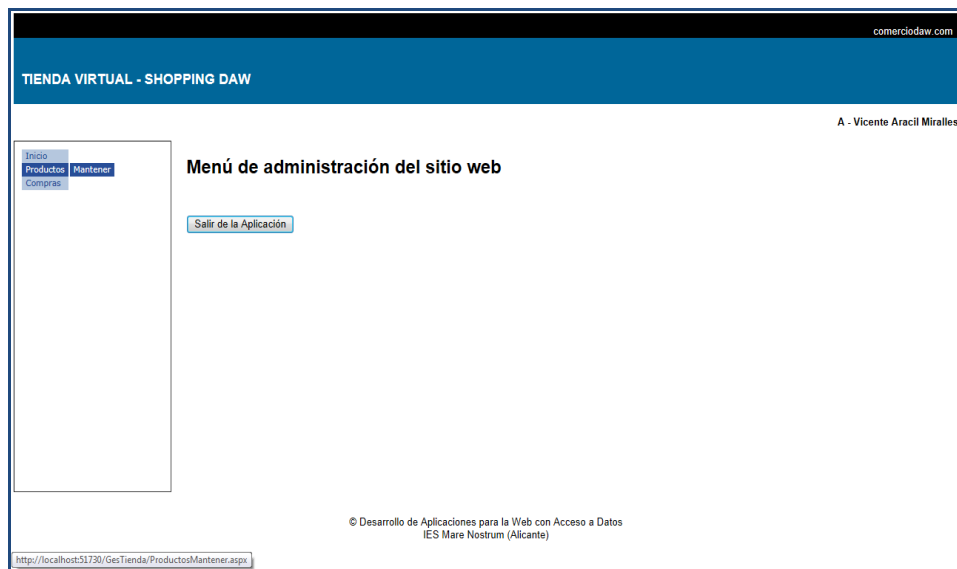 comerciodaw.com
TIENDA VIRTUAL - SHOPPING DAW
A - Vicente Aracil Miralles
Inicio
Productos Mantener
Compras
Menú de administración del sitio web
Salir de la Aplicación
© Desarrollo de Aplicaciones para la Web con Acceso a Datos
IES Mare Nostrum (Alicante)
http://localhost:51730/GesTienda/ProductosMantener.aspx